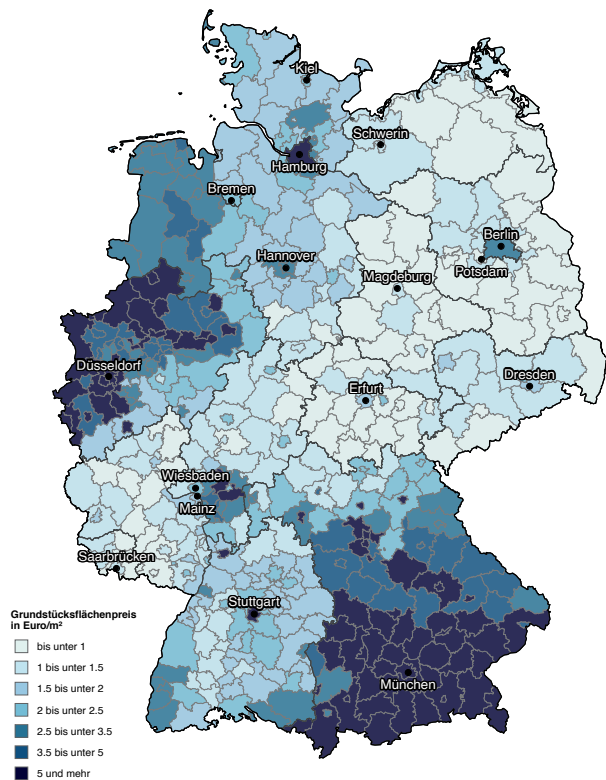 Kiel
Schwerin
Hamburg
Bremen
Berlin
Hannover
Potsdam
Magdeburg
Düsseldorf
Erfurt
Dresden
Wiesbaden
Mainz
Saarbrücken
Stuttgart
München
Grundstücksflächenpreis
in Euro/m²
bis unter 1
1 bis unter 1.5
1.5 bis unter 2
2 bis unter 2.5
2.5 bis unter 3.5
3.5 bis unter 5
5 und mehr